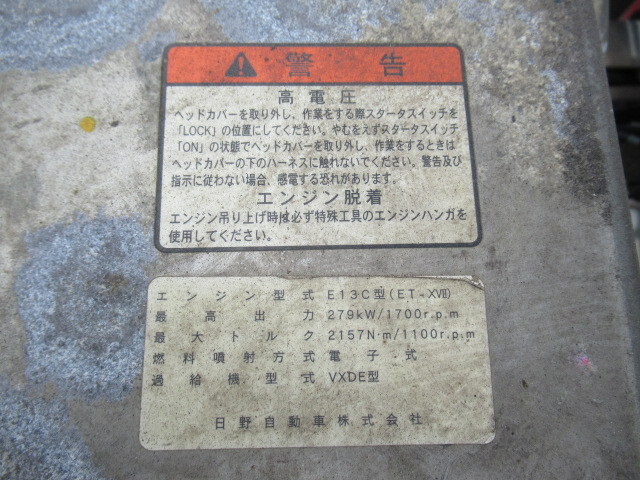 警告
高電圧
ヘッドカバーを取り外し、作業をする際スタータスイッチを
「LOCK」の位置にしてください。やむをえずスタータスイッチ
「ON」の状態でヘッドカバーを取り外し、作業をするときは
ヘッドカバーの下のハーネスに触れないでください。警告及び
指示に従わない場合、感電する恐れがあります。
エンジン脱着
エンジン吊り上げ時は必ず特殊工具のエンジンハンガを
使用してください。
エンジン型式 E13C型(ET-XVII)
最高出力 279kW/1700r.p.m
最大トルク 2157N·m/1100r.p.m
燃料噴射方式 電子式
過給機型式 VXDE型
日野自動車株式会社